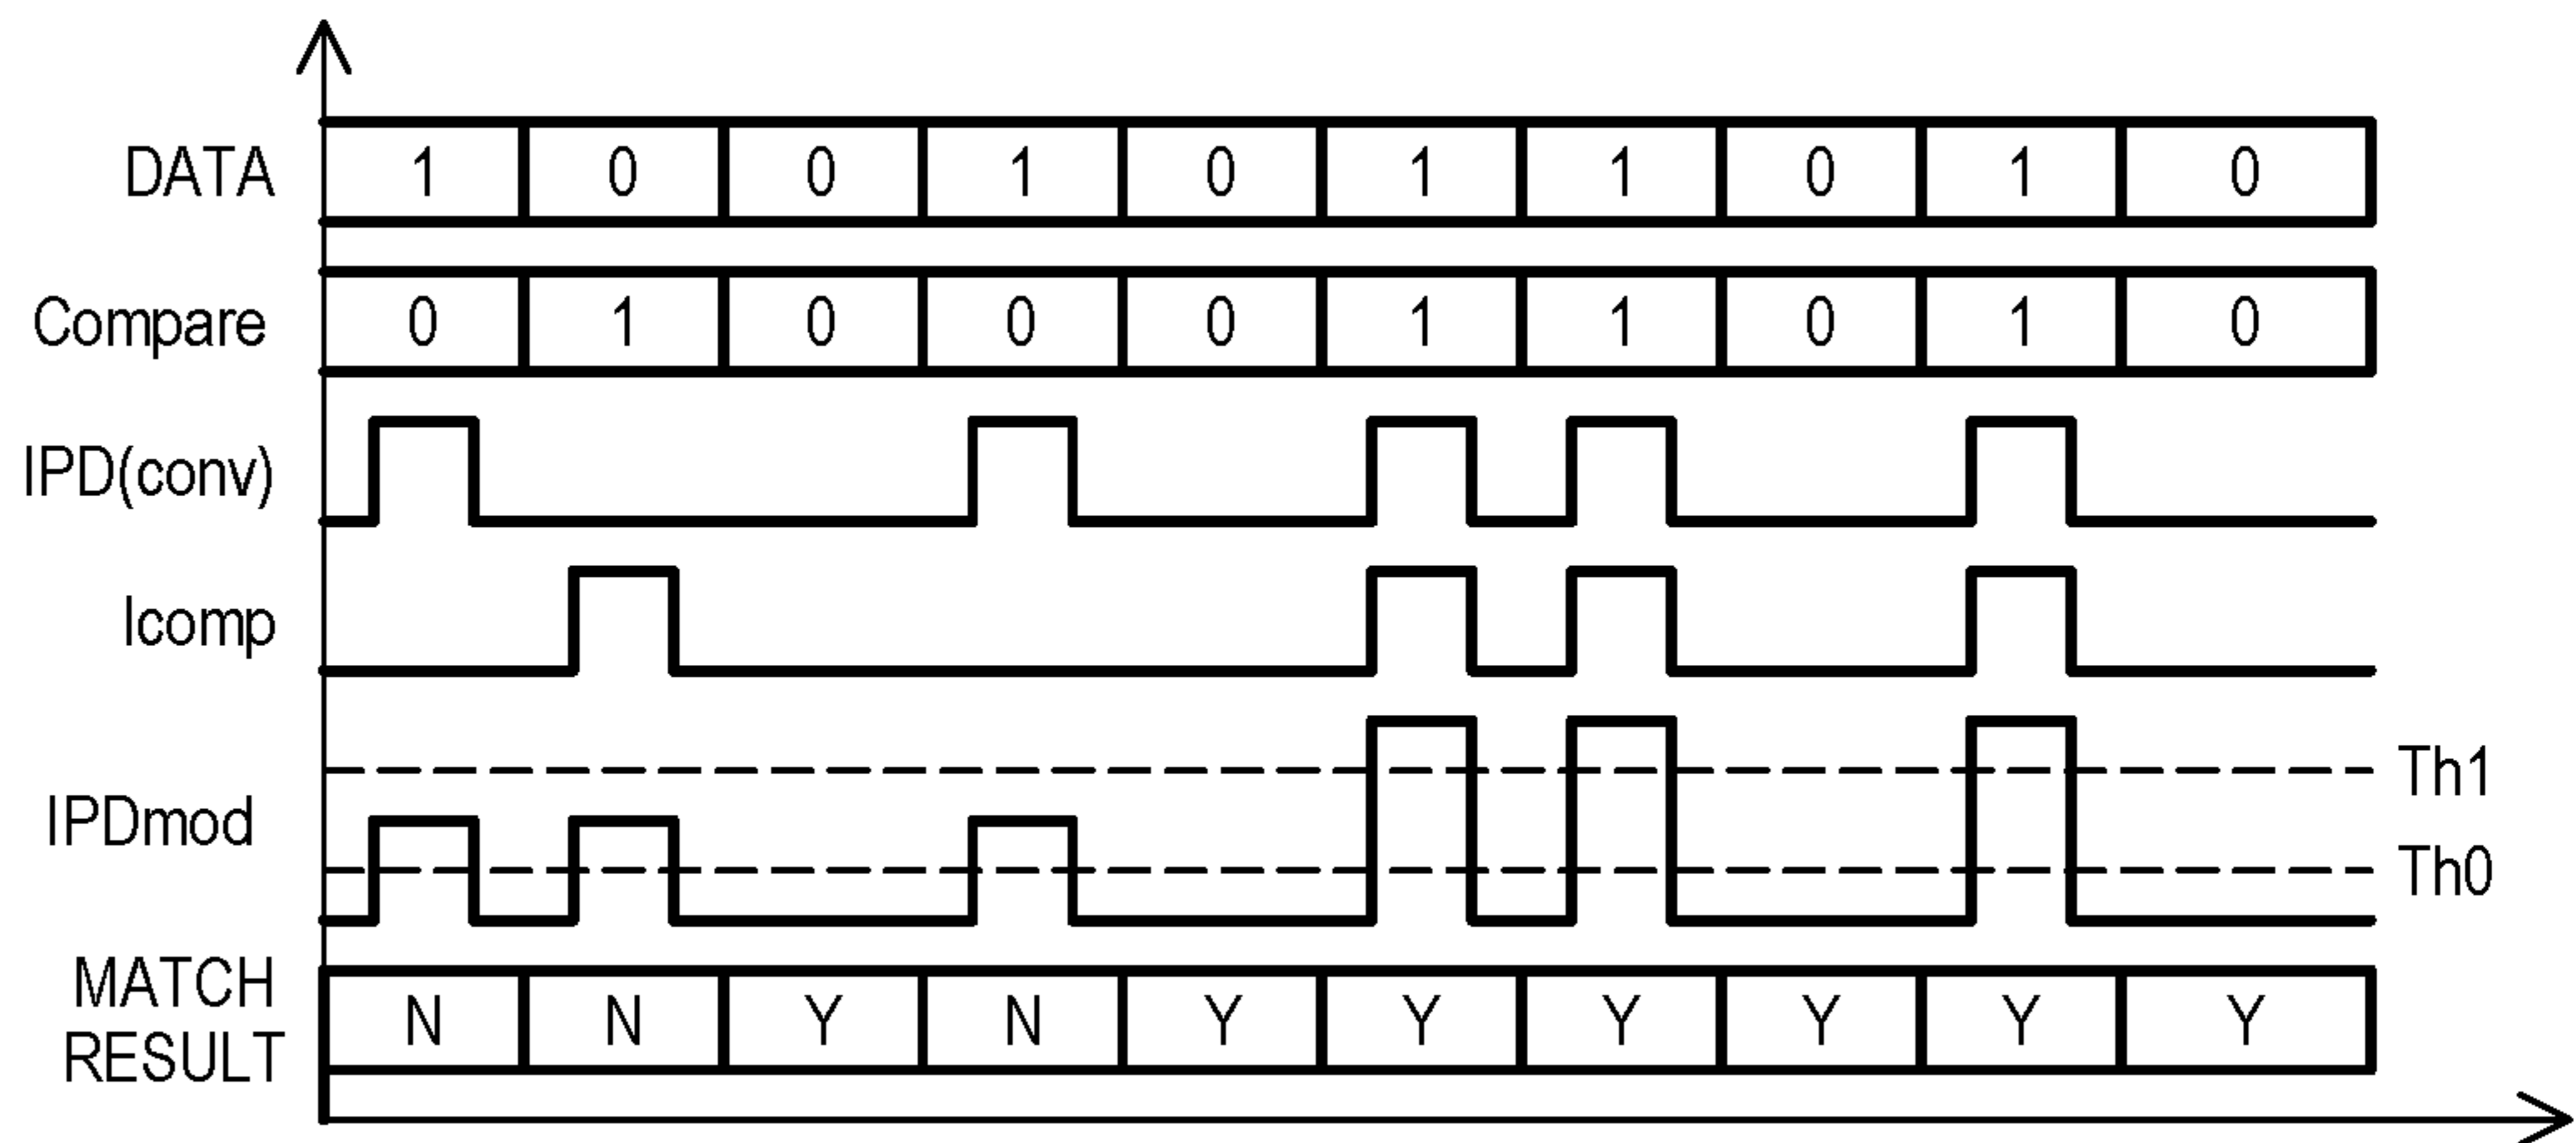 DATA 1 0 0 1 0 1 1 0 1 0
Compare 0 1 0 0 0 1 1 0 1 0
IPD(conv)
Icomp
Th1
IPDmod
Th0
MATCH
RESULT N N Y N Y Y Y Y Y Y